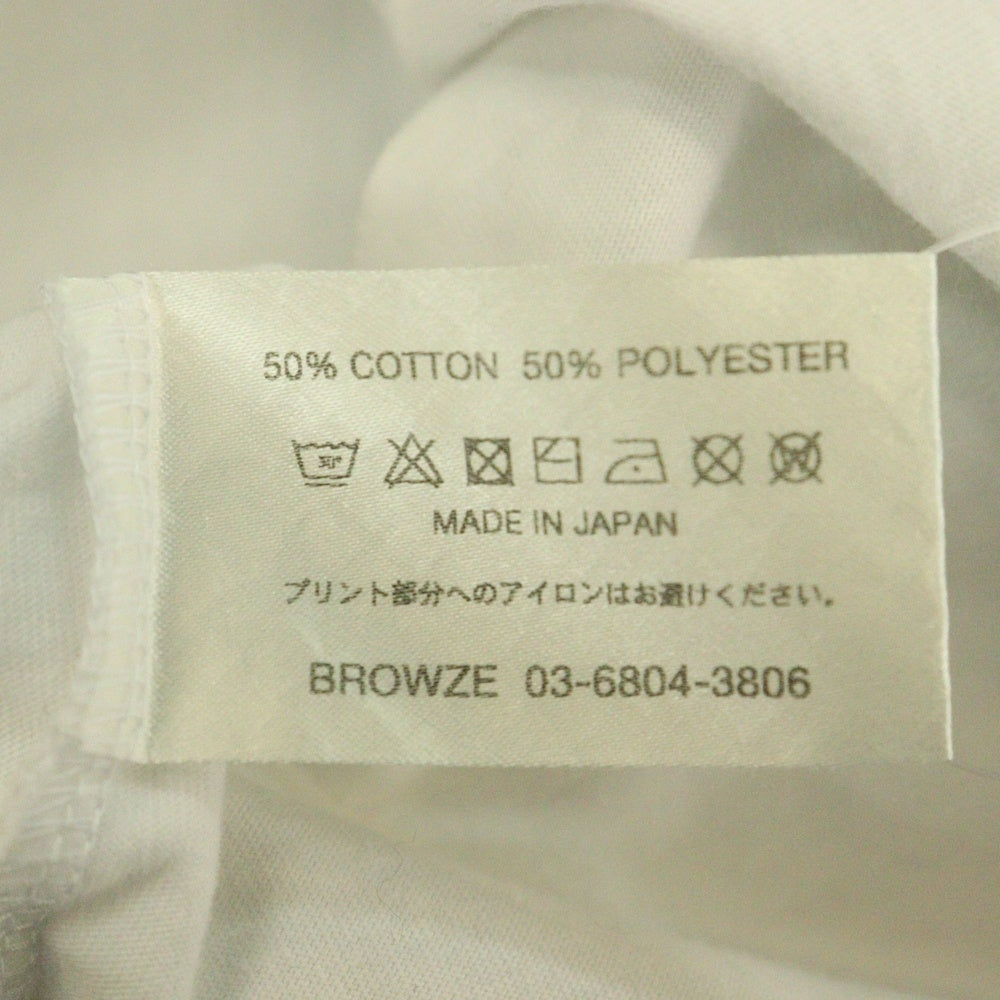 50% COTTON 50% POLYESTER
MADE IN JAPAN
プリント部分へのアイロンはお避けください。
BROWZE 03-6804-3806